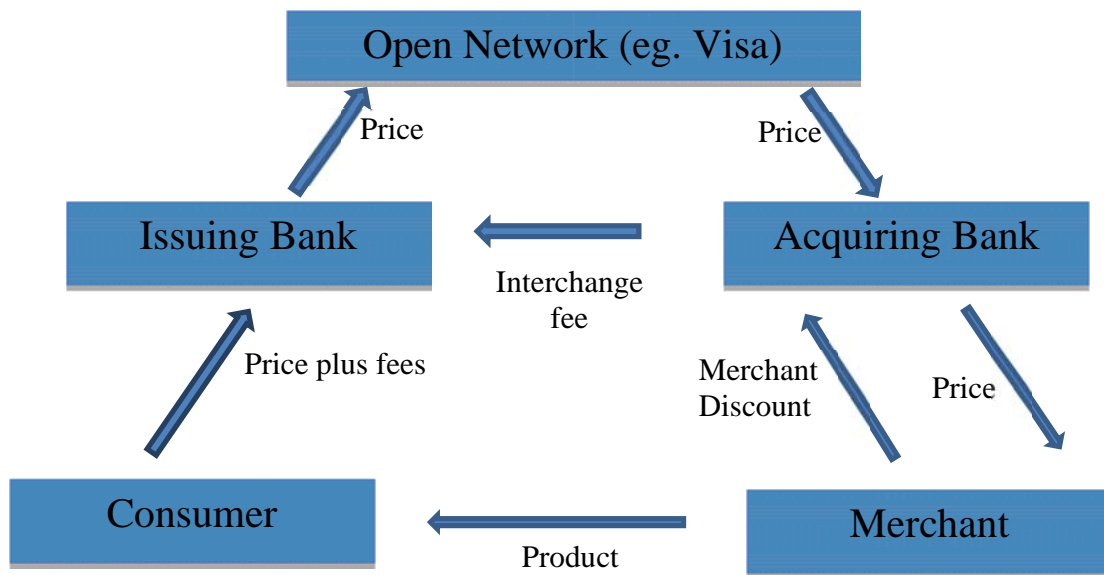 Open Network (eg. Visa)
Price
Price
Issuing Bank
Acquiring Bank
Interchange
fee
Price plus fees
Merchant
Discount
Price
Consumer
Merchant
Product